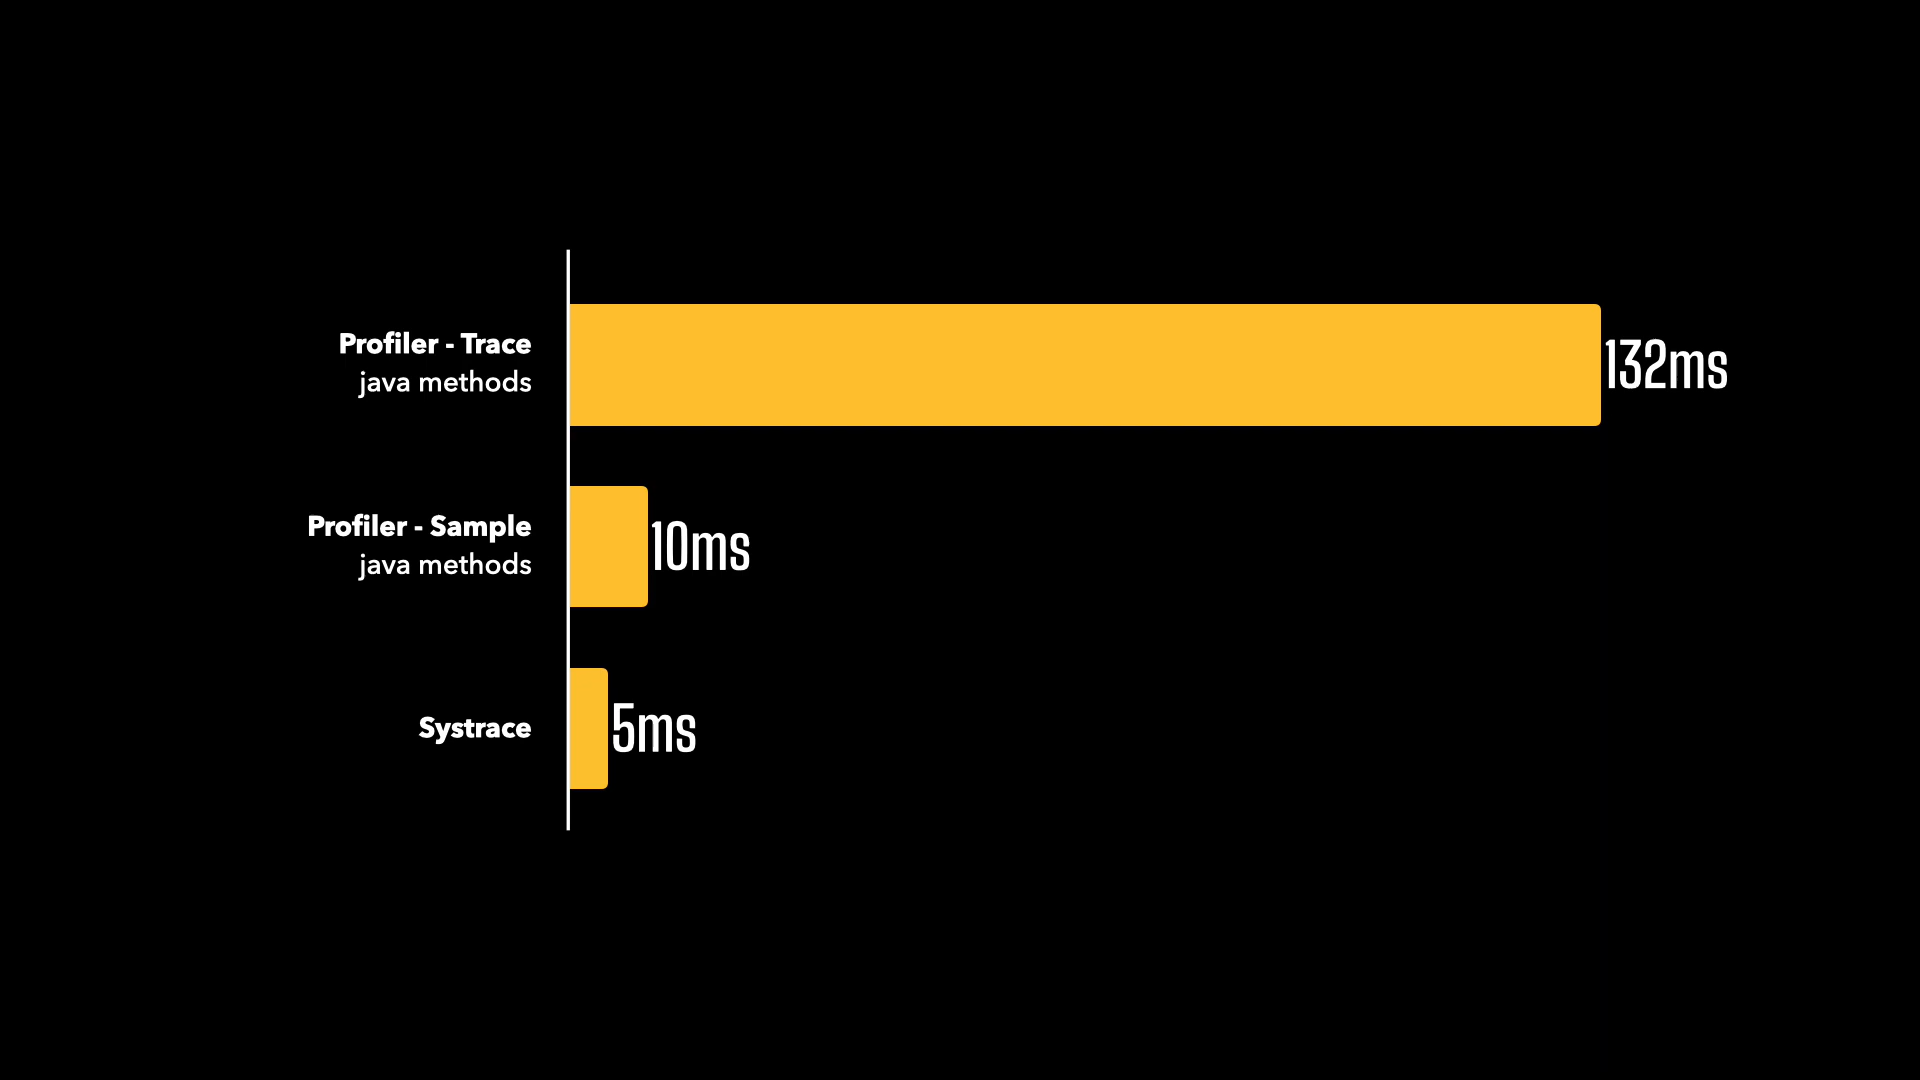 Profiler - Trace
java methods
132ms
Profiler - Sample
java methods
10ms
Systrace
5ms